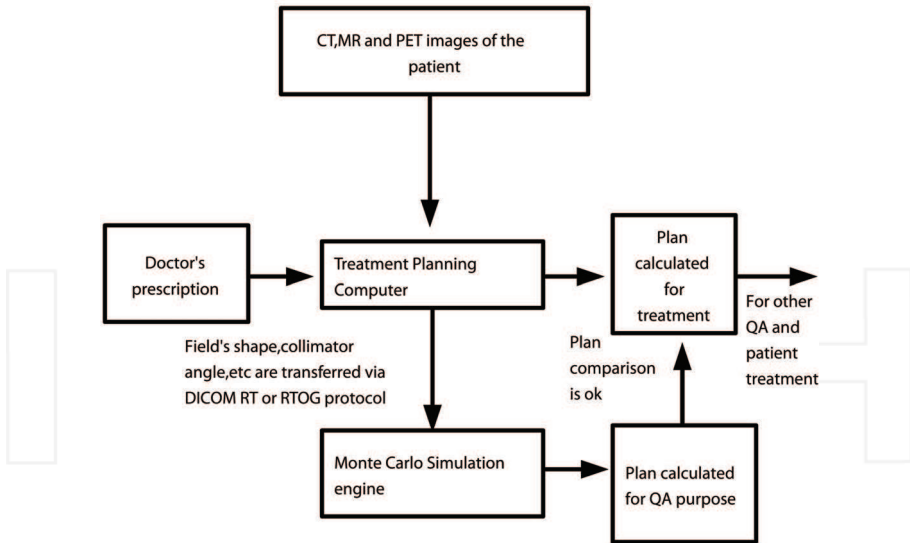 CT,MR and PET images of the
patient
Doctor's
prescription
Treatment Planning
Computer
Plan
calculated
for
treatment
For other
QA and
patient
treatment
Field's shape,collimator
angle,etc are transferred via
DICOM RT or RTOG protocol
Plan
comparison
is ok
Monte Carlo Simulation
engine
Plan calculated
for QA purpose